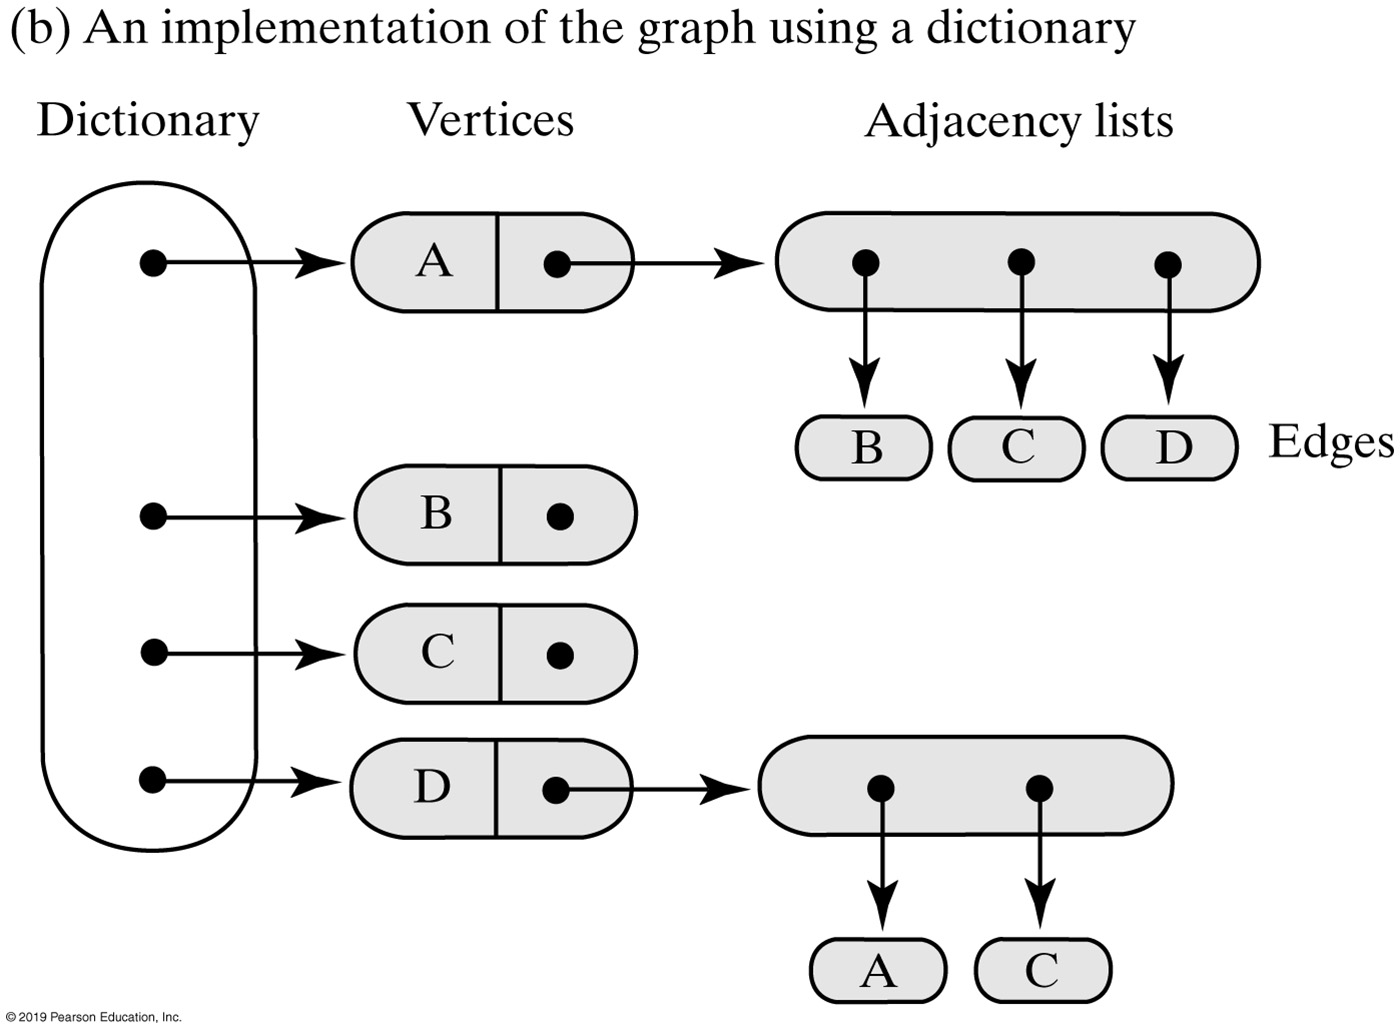 (b) An implementation of the graph using a dictionary
Dictionary
Vertices
Adjacency lists
A
B
C
D
Edges
B
C
D
A
C
© 2019 Pearson Education, Inc.